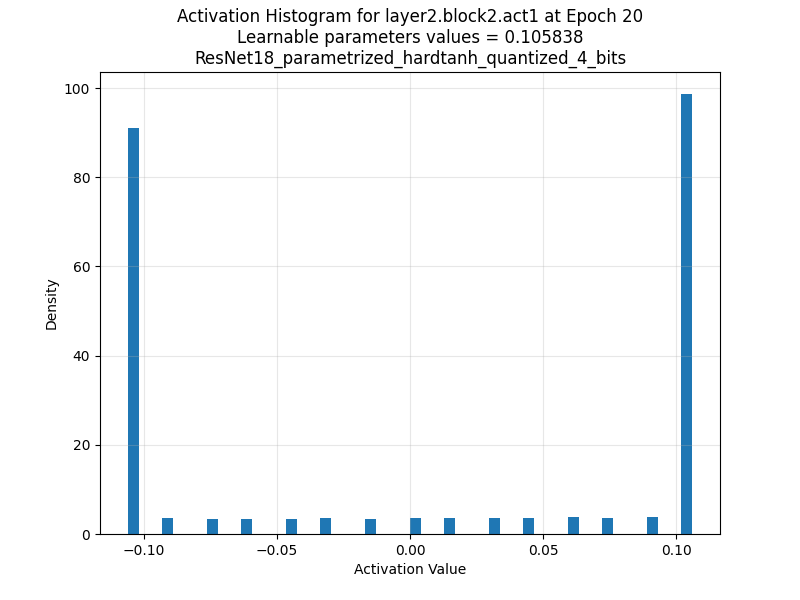 Activation Histogram for layer2.block2.act1 at Epoch 20
Learnable parameters values = 0.105838
ResNet18_parametrized_hardtanh_quantized_4_bits
100
80
60
40
20
0
Density
−0.10 −0.05 0.00 0.05 0.10
Activation Value